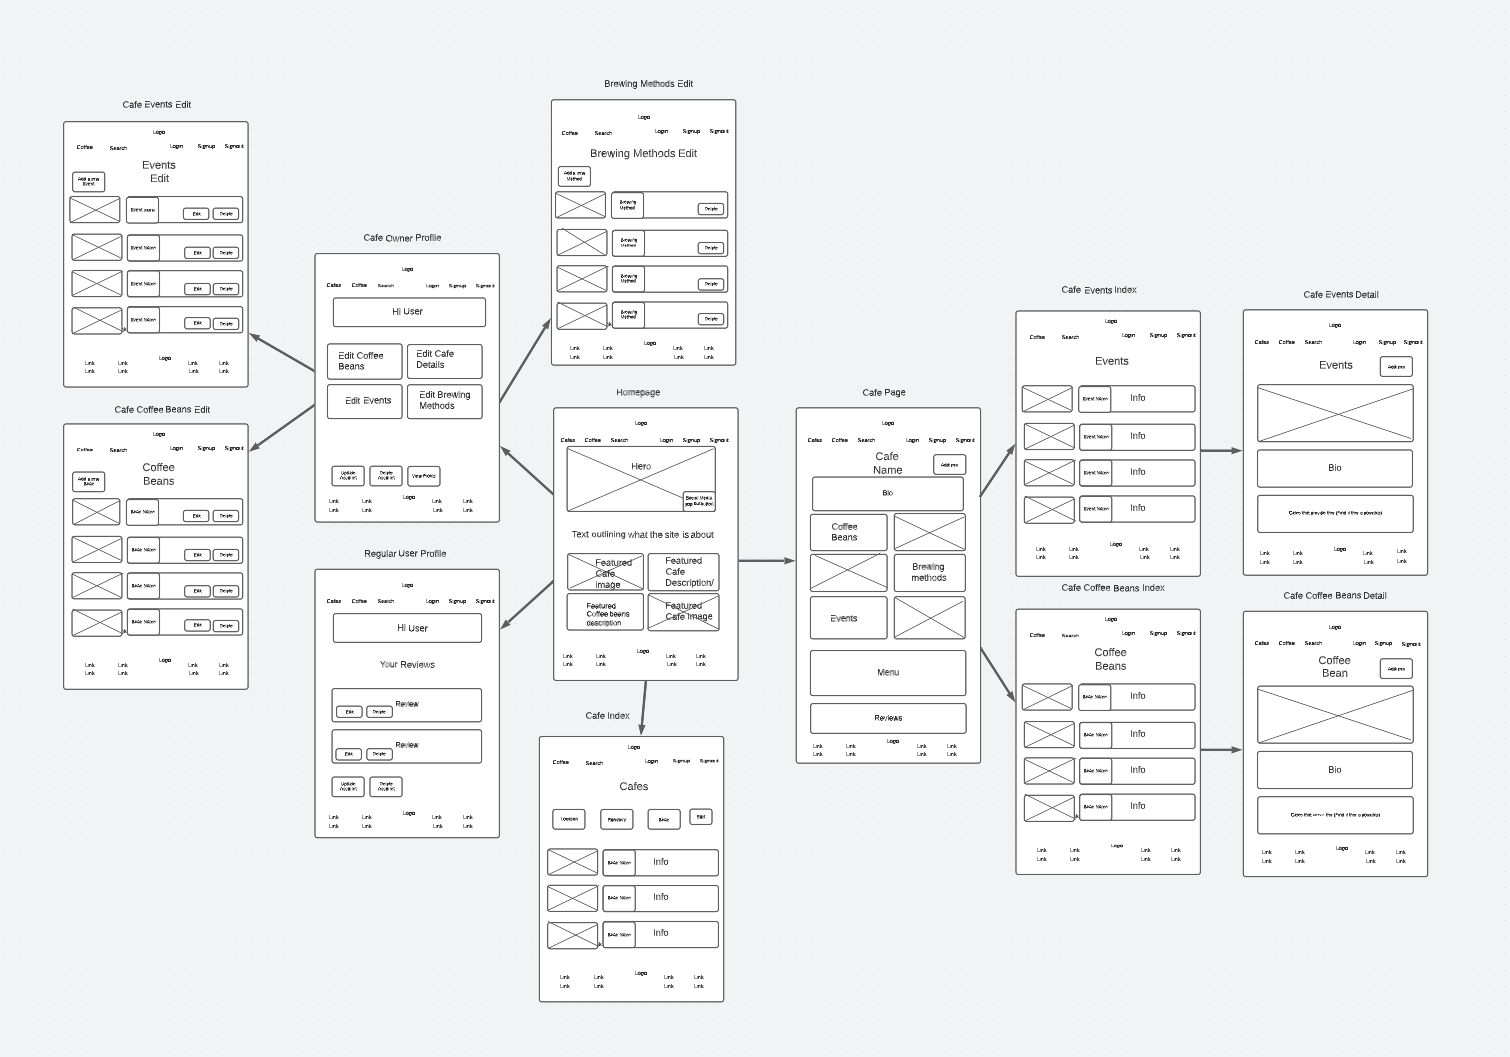 Brewing Methods Edit
Logo
Coffee Search Login Signup Signout
Brewing Methods Edit
Add a new
Method
Brewing
Method
Delete
Brewing
Method
Delete
Brewing
Method
Delete
Brewing
Method
Delete
Link Link Logo Link Link
Link Link Link Link
Cafe Events Edit
Logo
Coffee Search Login Signup Signout
Events
Edit
Add a new
Event
Event Name Edit Delete
Event Name Edit Delete
Event Name Edit Delete
Event Name Edit Delete
Link Link Logo Link Link
Link Link Link Link
Cafe Coffee Beans Edit
Logo
Coffee Search Login Signup Signout
Coffee
Beans
Add a new
Bean
Bean Name Edit Delete
Bean Name Edit Delete
Bean Name Edit Delete
Bean Name Edit Delete
Link Link Logo Link Link
Link Link Link Link
Cafe Owner Profile
Logo
Cafes Coffee Search Login Signup Signout
Hi User
Edit Coffee
Beans
Edit Cafe
Details
Edit Events
Edit Brewing
Methods
Update
Account
Delete
Account
View Profile
Link Link Logo Link Link
Link Link Link Link
Regular User Profile
Logo
Cafes Coffee Search Login Signup Signout
Hi User
Your Reviews
Review
Edit Delete
Review
Edit Delete
Update
Account
Delete
Account
Link Link Logo Link Link
Link Link Link Link
Homepage
Logo
Cafes Coffee Search Login Signup Signout
Hero
Social Media
Text outlining what the site is about
Featured
Cafe
image
Featured
Cafe
Description/
Featured
Coffee beans
description
Featured
Cafe image
Link Link Logo Link Link
Link Link Link Link
Cafe Index
Logo
Coffee Search Login Signup Signout
Cafes
Location Roastery Bean Sort
Bean Name Info
Bean Name Info
Bean Name Info
Link Link Logo Link Link
Link Link Link Link
Cafe Page
Logo
Cafes Coffee Search Login Signup Signout
Cafe
Name
Add me
Bio
Coffee
Beans
Brewing
methods
Events
Menu
Reviews
Link Link Logo Link Link
Link Link Link Link
Cafe Events Index
Logo
Coffee Search Login Signup Signout
Events
Event Name Info
Event Name Info
Event Name Info
Event Name Info
Link Link Logo Link Link
Link Link Link Link
Cafe Coffee Beans Index
Logo
Coffee Search Login Signup Signout
Coffee
Beans
Bean Name Info
Bean Name Info
Bean Name Info
Bean Name Info
Link Link Logo Link Link
Link Link Link Link
Cafe Events Detail
Logo
Cafes Coffee Search Login Signup Signout
Events
Add me
Bio
Cafes that provide this (Find if this is possible)
Link Link Logo Link Link
Link Link Link Link
Cafe Coffee Beans Detail
Logo
Cafes Coffee Search Login Signup Signout
Coffee
Bean
Add me
Bio
Cafes that serve this (Find if this is possible)
Link Link Logo Link Link
Link Link Link Link